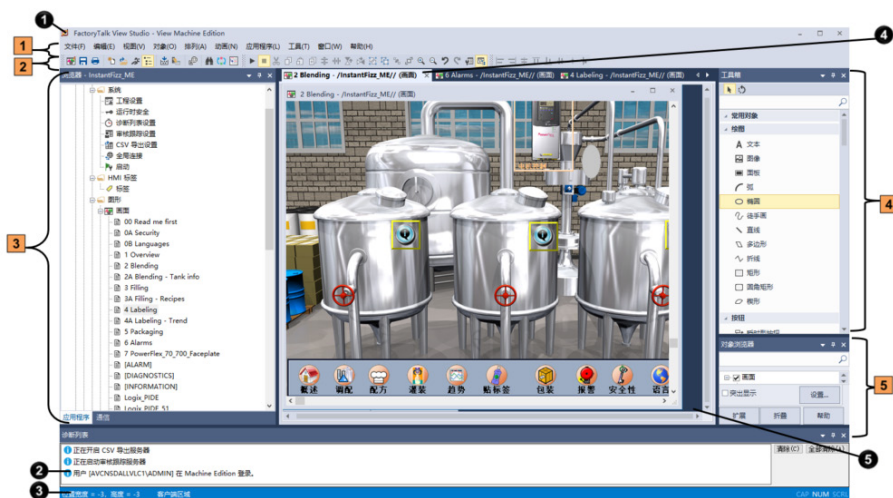 1
FactoryTalk View Studio - View Machine Edition
4
1
文件(F) 编辑(E) 视图(V) 对象(O) 排列(A) 动画(N) 应用程序(L) 工具(T) 窗口(W) 帮助(H)
2
浏览器 - InstantFizz_ME
2 Blending - /InstantFizz_ME// (画面)
6 Alarms - /InstantFizz_ME// (画面)
4 Labeling - /InstantFizz_ME// (画面)
工具箱
系统
工程设置
运行时安全
诊断列表设置
审核跟踪设置
CSV 导出设置
全局连接
启动
HMI 标签
标签
图形
画面
00 Read me first
0A Security
0B Languages
1 Overview
2 Blending
2A Blending - Tank info
3 Filling
3A Filling - Recipes
4 Labeling
4A Labeling - Trend
5 Packaging
6 Alarms
7 PowerFlex_70_700_Faceplate
[ALARM]
[DIAGNOSTICS]
[INFORMATION]
Logix_PIDE
Logix_PIDE_51
应用程序 通信
3
2 Blending - /InstantFizz_ME// (画面)
概述 调配 配方 灌装 趋势 贴标签 包装 报警 安全性 语言
常用对象
绘图
文本
图像
面板
弧
椭圆
徒手画
直线
多边形
折线
矩形
圆角矩形
楔形
按钮
4
对象浏览器
画面
突出显示
设置...
扩展 折叠 帮助
5
5
诊断列表
正在开启 CSV 导出服务器
正在启动审核跟踪服务器
用户 [AVCNSDALLVLC1\ADMIN] 在 Machine Edition 登录。
清除(C)
2
3
= -3, 高度 = -3 客户端区域
CAP NUM SCRL